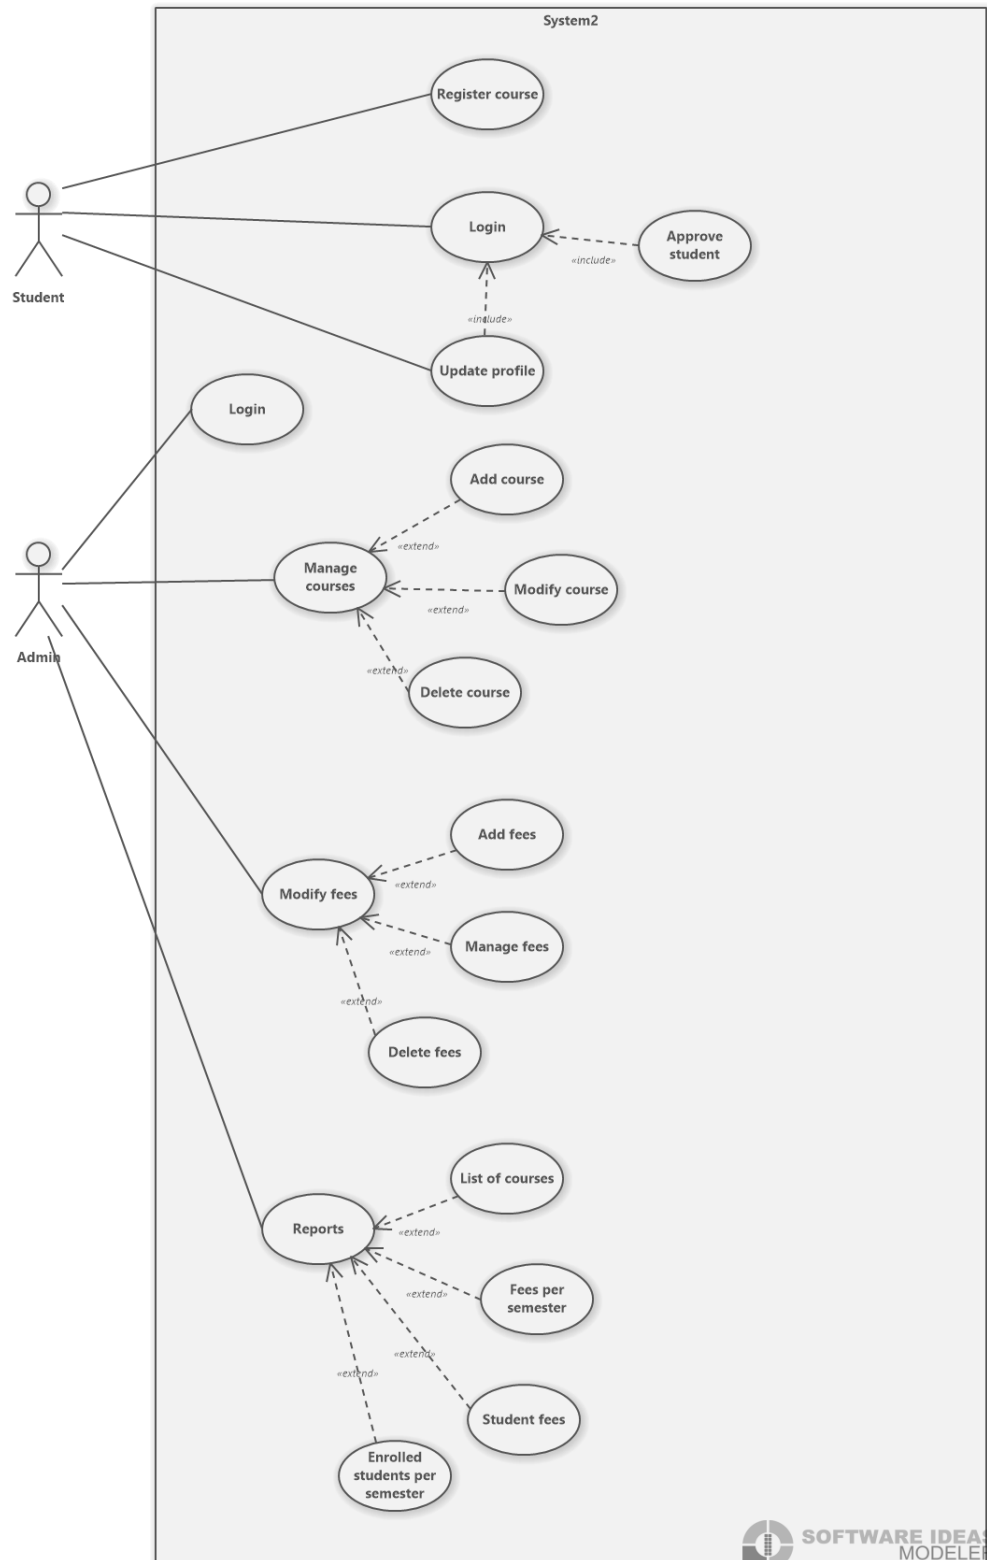 System2
Register course
Login
Approve
student
«include»
Student
«include»
Update profile
Login
Add course
«extend»
Manage
courses
Modify course
«extend»
Admin
«extend»
Delete course
Add fees
«extend»
Modify fees
Manage fees
«extend»
«extend»
Delete fees
List of courses
Reports
«extend»
Fees per
semester
«extend»
«extend»
«extend»
Student fees
Enrolled
students per
semester
SOFTWARE IDEAS
MODELER